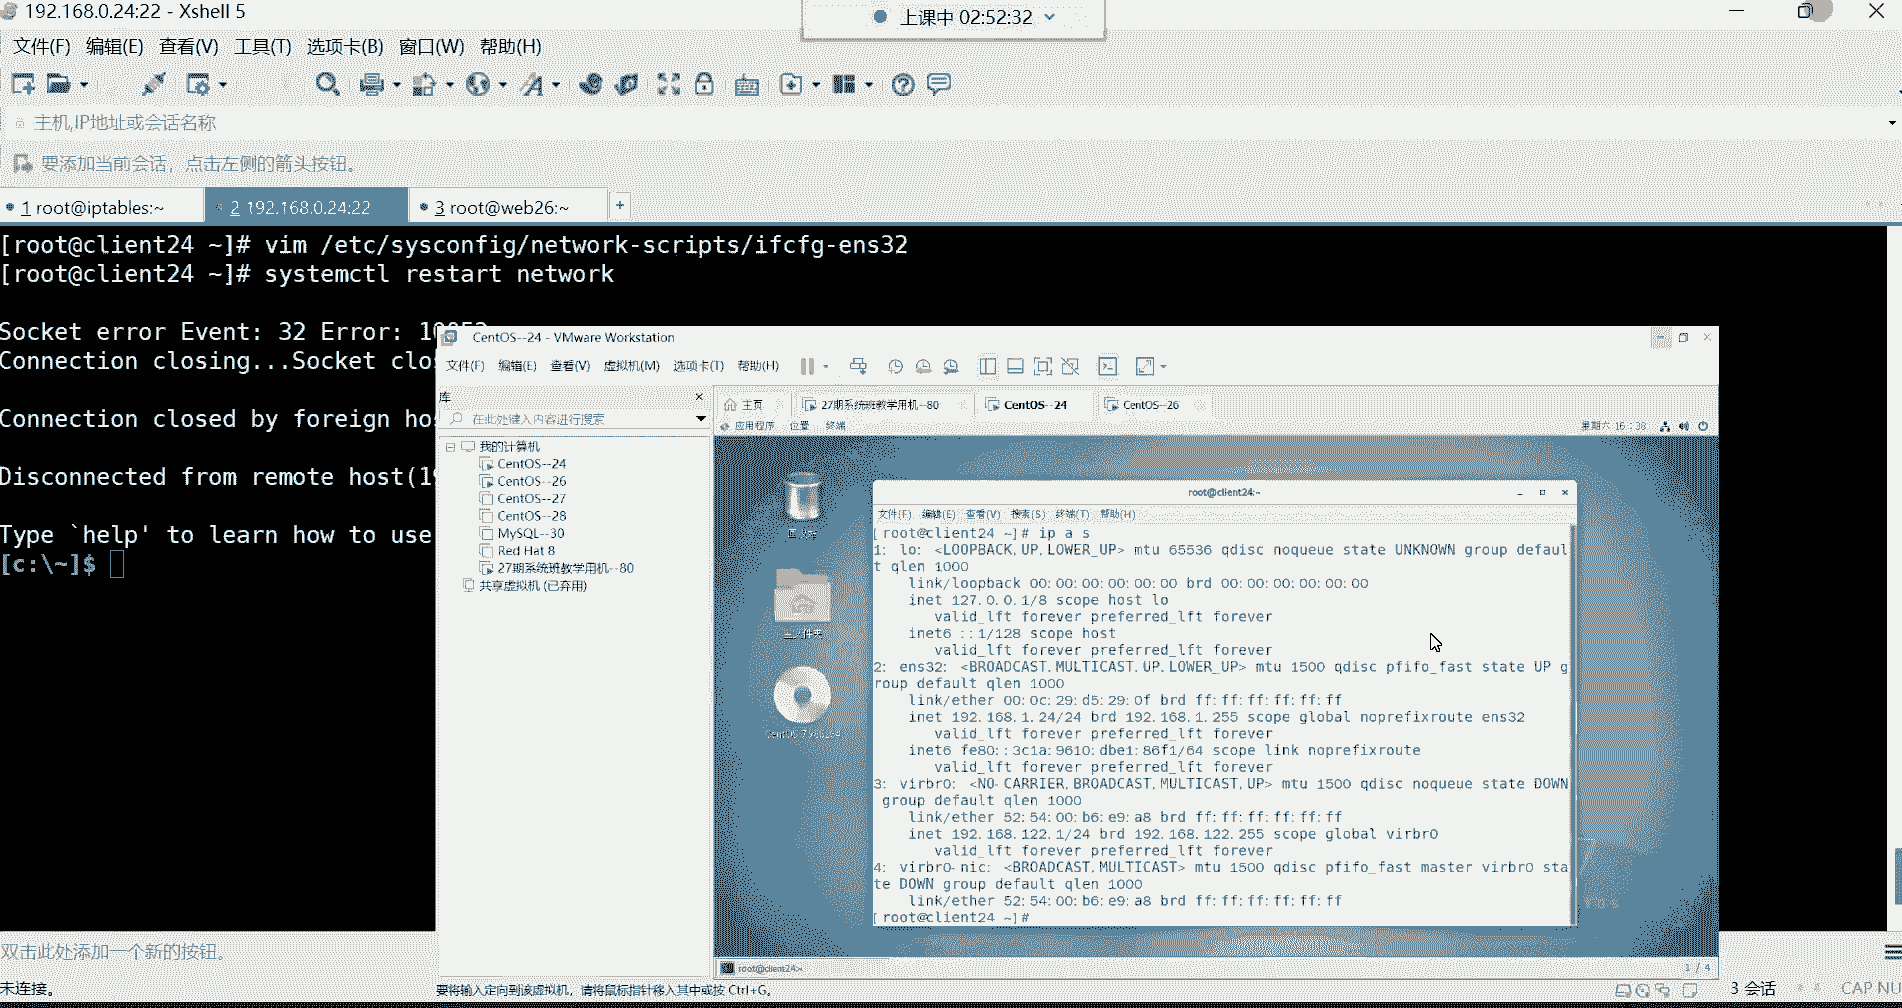 192.168.0.24:22 - Xshell 5
上课中 02:52:32
文件(F) 编辑(E) 查看(V) 工具(T) 选项卡(B) 窗口(W) 帮助(H)
主机,IP地址或会话名称
要添加当前会话，点击左侧的箭头按钮。
1 root@iptables:~
2 192.168.0.24:22
3 root@web26:~
+
[root@client24 ~]# vim /etc/sysconfig/network-scripts/ifcfg-ens32
[root@client24 ~]# systemctl restart network
Socket error Event: 32 Error:
Connection closing...Socket clo
Connection closed by foreign ho
Disconnected from remote host(19
Type `help' to learn how to use
[c:\~]$
CentOS--24 - VMware Workstation
文件(F) 编辑(E) 查看(V) 虚拟机(M) 选项卡(T) 帮助(H)
库
在此处键入内容进行搜索
我的计算机
CentOS--24
CentOS--26
CentOS--27
CentOS--28
MySQL--30
Red Hat 8
27期系统班教学用机--80
共享虚拟机 (已弃用)
主页
27期系统班教学用机--80
CentOS--24
CentOS--26
应用程序 位置 终端
星期六 16:38
root@client24:~
文件(F) 编辑(E) 查看(V) 搜索(S) 终端(T) 帮助(H)
[root@client24 ~]# ip a s
1: lo: <LOOPBACK,UP,LOWER_UP> mtu 65536 qdisc noqueue state UNKNOWN group defaul
t qlen 1000
link/loopback 00:00:00:00:00:00 brd 00:00:00:00:00:00
inet 127.0.0.1/8 scope host lo
valid_lft forever preferred_lft forever
inet6 ::1/128 scope host
valid_lft forever preferred_lft forever
2: ens32: <BROADCAST,MULTICAST,UP,LOWER_UP> mtu 1500 qdisc pfifo_fast state UP g
roup default qlen 1000
link/ether 00:0c:29:d5:29:0f brd ff:ff:ff:ff:ff:ff
inet 192.168.1.24/24 brd 192.168.1.255 scope global noprefixroute ens32
valid_lft forever preferred_lft forever
inet6 fe80::3c1a:9610:dbe1:86f1/64 scope link noprefixroute
valid_lft forever preferred_lft forever
3: virbr0: <NO-CARRIER,BROADCAST,MULTICAST,UP> mtu 1500 qdisc noqueue state DOWN
group default qlen 1000
link/ether 52:54:00:b6:e9:a8 brd ff:ff:ff:ff:ff:ff
inet 192.168.122.1/24 brd 192.168.122.255 scope global virbr0
valid_lft forever preferred_lft forever
4: virbr0-nic: <BROADCAST,MULTICAST> mtu 1500 qdisc pfifo_fast master virbr0 sta
te DOWN group default qlen 1000
link/ether 52:54:00:b6:e9:a8 brd ff:ff:ff:ff:ff:ff
[root@client24 ~]#
root@client24:~
1 / 4
双击此处添加一个新的按钮。
要将输入定向到该虚拟机，请将鼠标指针移入其中或按 Ctrl+G。
未连接。
3 会话
CAP NU